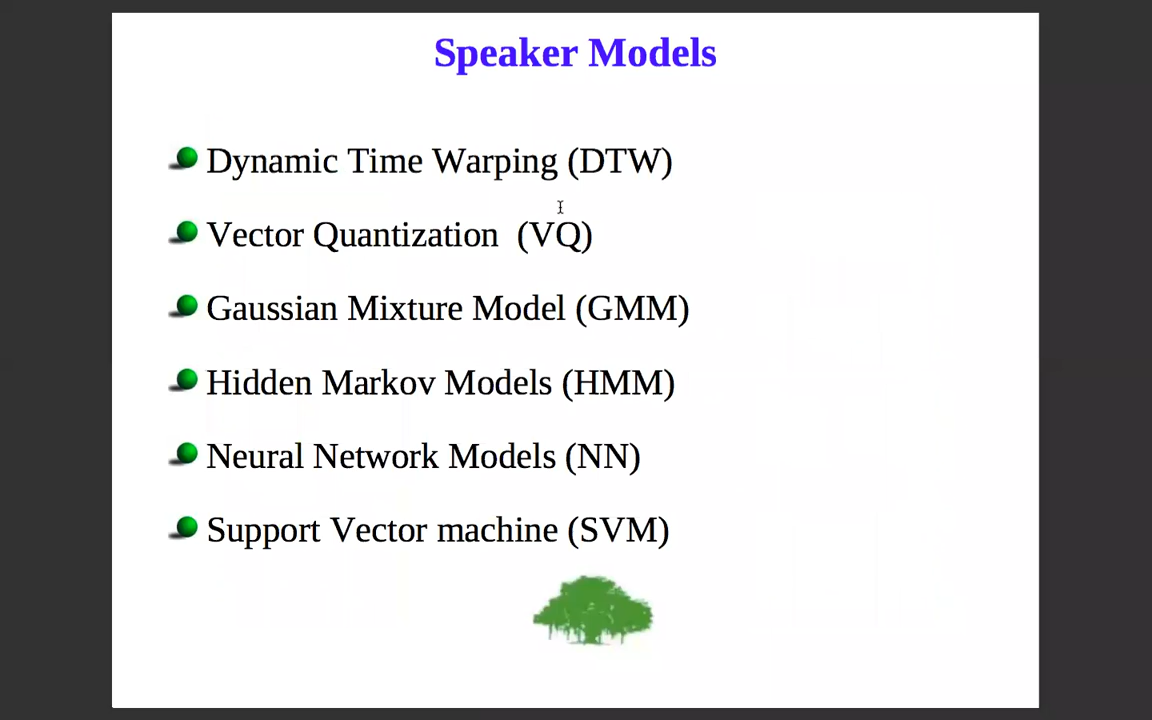 Speaker Models
Dynamic Time Warping (DTW)
Vector Quantization (VQ)
Gaussian Mixture Model (GMM)
Hidden Markov Models (HMM)
Neural Network Models (NN)
Support Vector machine (SVM)